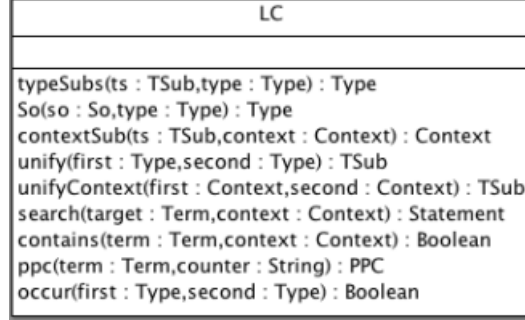 LC
typeSubs(ts : TSub,type : Type) : Type
So(so : So,type : Type) : Type
contextSub(ts : TSub,context : Context) : Context
unify(first : Type,second : Type) : TSub
unifyContext(first : Context,second : Context) : TSub
search(target : Term,context : Context) : Statement
contains(term : Term,context : Context) : Boolean
ppc(term : Term,counter : String) : PPC
occur(first : Type,second : Type) : Boolean